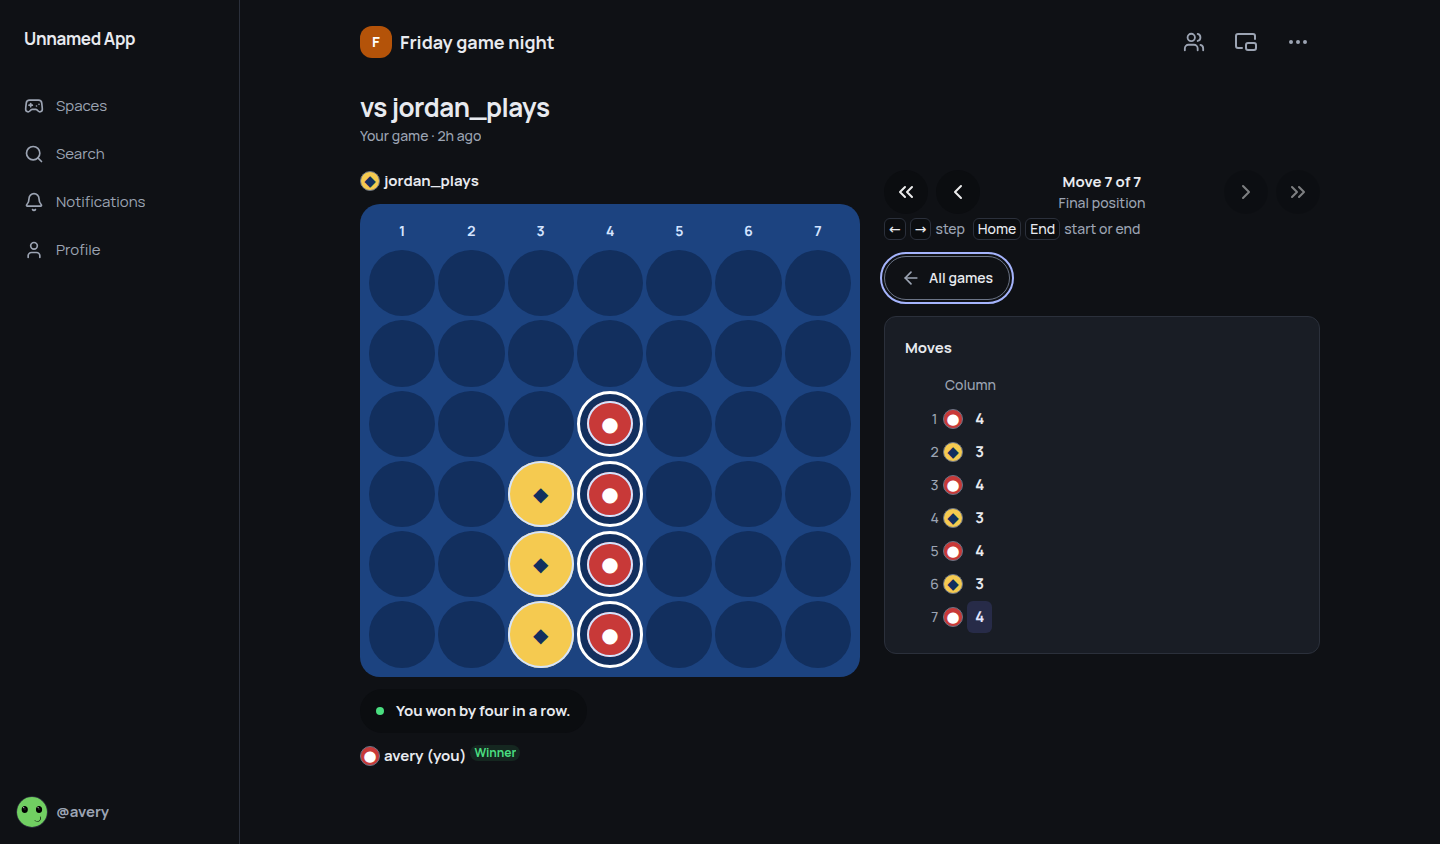 Unnamed App
Spaces
Search
Notifications
Profile
@avery
F Friday game night
vs jordan_plays
Your game · 2h ago
jordan_plays
1 2 3 4 5 6 7
You won by four in a row.
avery (you) Winner
Move 7 of 7
Final position
← → step Home End start or end
All games
Moves
Column
1 4
2 3
3 4
4 3
5 4
6 3
7 4